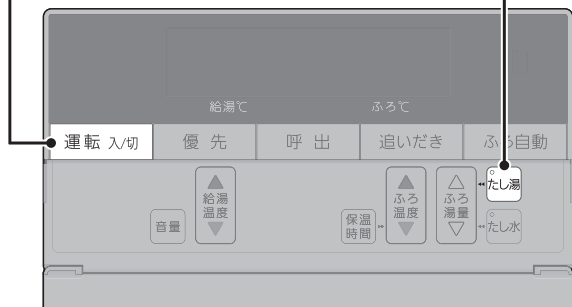 給湯℃ ふろ℃
運転 入/切 優先 呼出 追いだき ふろ自動
給湯温度
音量
保温時間
ふろ温度
ふろ湯量
たし湯
たし水